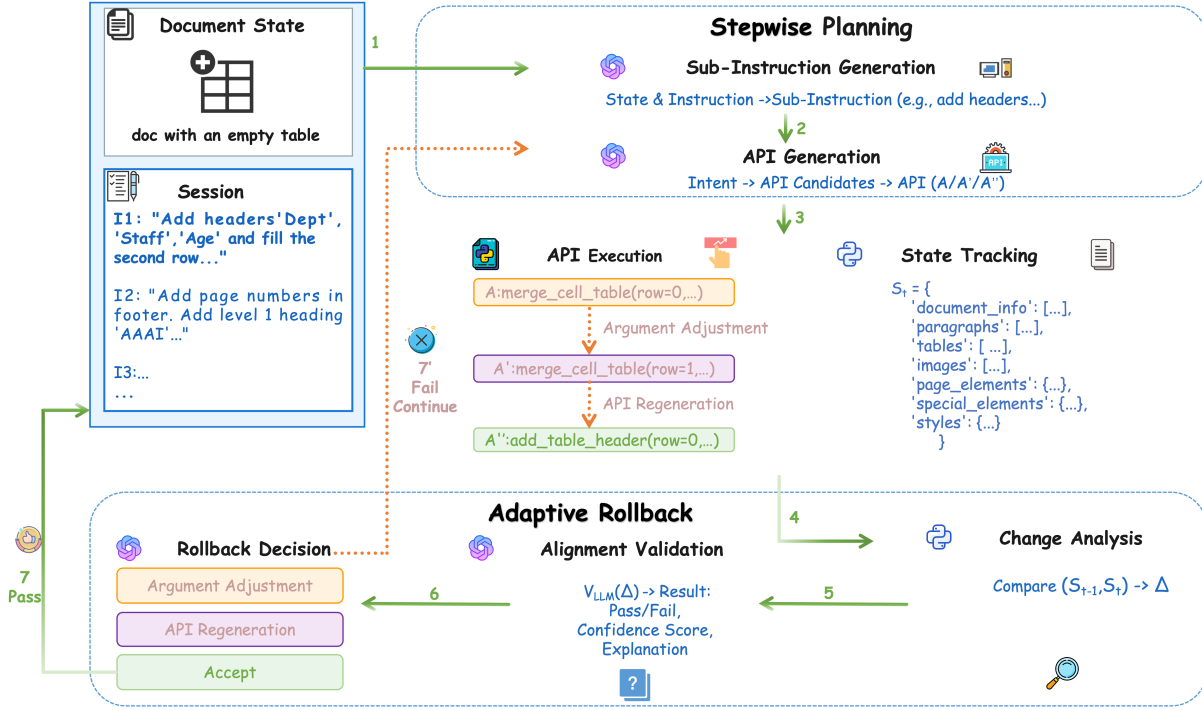 Document State
doc with an empty table
Session
I1: "Add headers'Dept',
'Staff','Age' and fill the
second row..."
I2: "Add page numbers in
footer. Add level 1 heading
'AAAI'..."
I3:...
...
1
Stepwise Planning
Sub-Instruction Generation
State & Instruction ->Sub-Instruction (e.g., add headers...)
2
API Generation
API
Intent -> API Candidates -> API (A/A'/A'')
3
API Execution
A:merge_cell_table(row=0,...)
Argument Adjustment
A':merge_cell_table(row=1,...)
API Regeneration
A'':add_table_header(row=0,...)
7'
Fail
Continue
State Tracking
St = {
'document_info': [...],
'paragraphs': [...],
'tables': [ ...],
'images': [...],
'page_elements': {...},
'special_elements': {...},
'styles': {...}
}
4
Adaptive Rollback
Change Analysis
Compare (St-1,St) -> Δ
5
Alignment Validation
VLLM(Δ) -> Result:
Pass/Fail,
Confidence Score,
Explanation
?
6
Rollback Decision
Argument Adjustment
API Regeneration
Accept
7
Pass